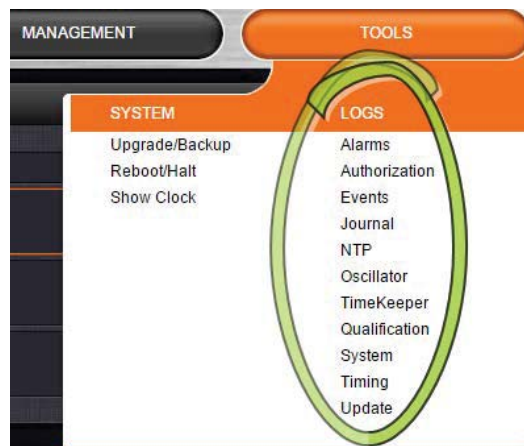 MANAGEMENT
TOOLS
SYSTEM
Upgrade/Backup
Reboot/Halt
Show Clock
LOGS
Alarms
Authorization
Events
Journal
NTP
Oscillator
TimeKeeper
Qualification
System
Timing
Update